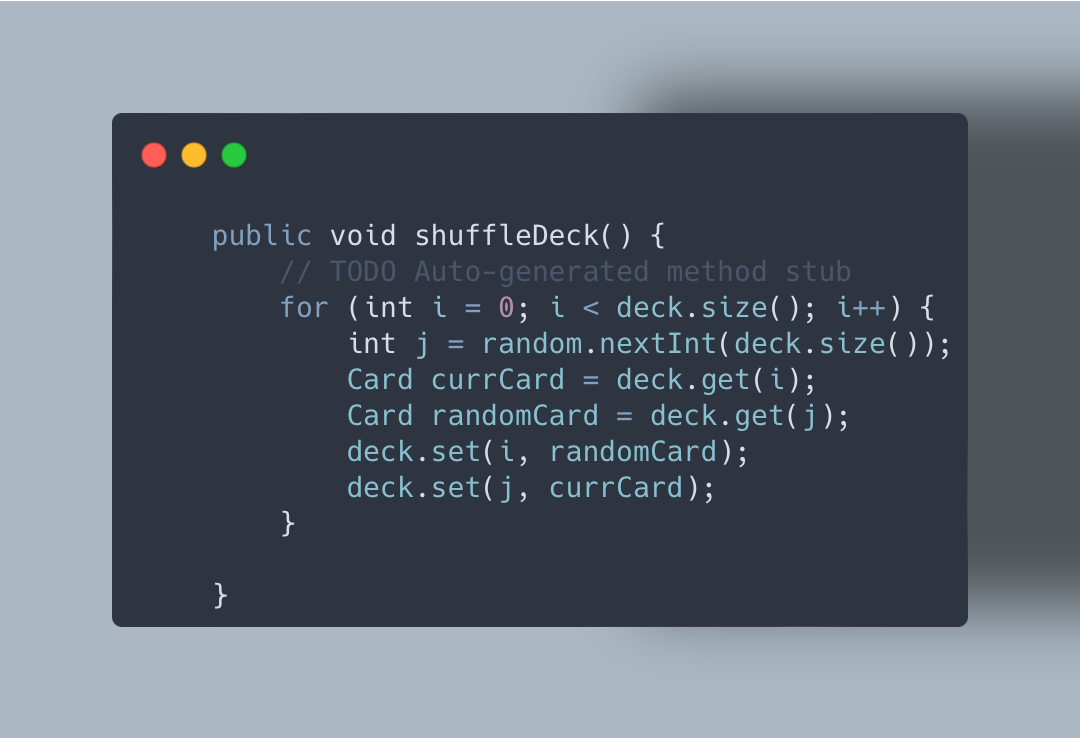 public void shuffleDeck() {
    // TODO Auto-generated method stub
    for (int i = 0; i < deck.size(); i++) {
        int j = random.nextInt(deck.size());
        Card currCard = deck.get(i);
        Card randomCard = deck.get(j);
        deck.set(i, randomCard);
        deck.set(j, currCard);
    }
}